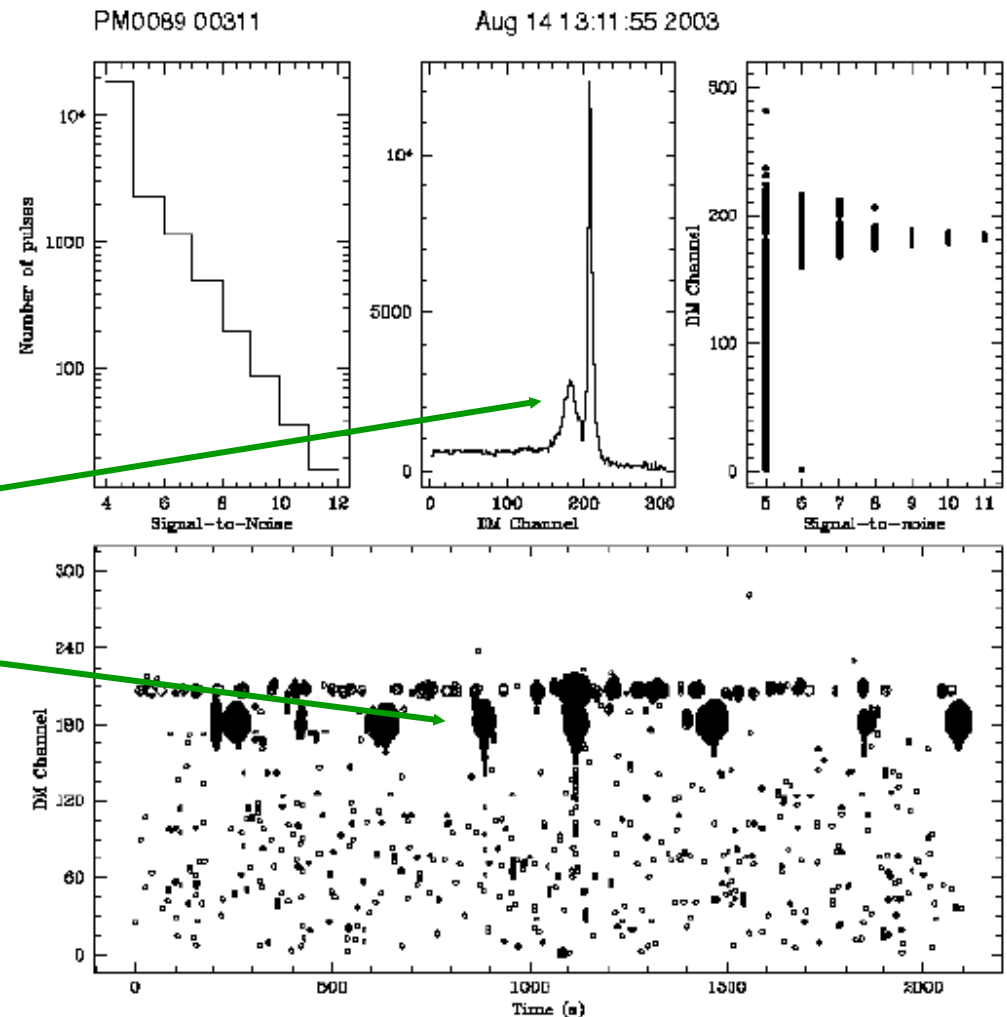 PM0089 00311
Aug 14 13:11:55 2003
Number of pulses
10⁴
1000
100
4 6 8 10 12
Signal-to-Noise
10⁴
5000
0
0 100 200 300
DM Channel
DM Channel
300
200
100
0
5 6 7 8 9 10 11
Signal-to-noise
DM Channel
300
240
180
120
60
0
0 500 1000 1500 2000
Time (s)